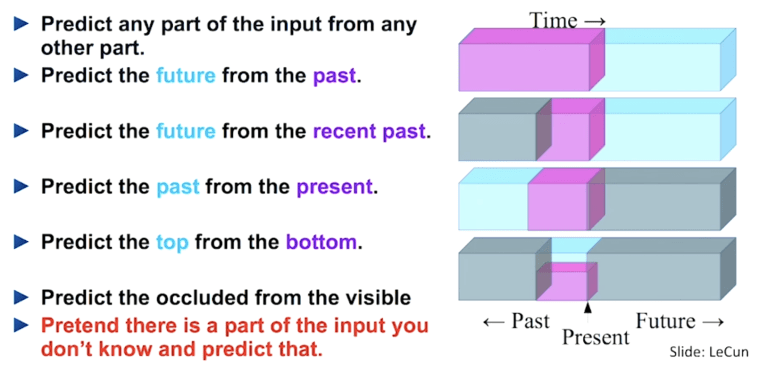 Predict any part of the input from any
other part.
Predict the future from the past.
Predict the future from the recent past.
Predict the past from the present.
Predict the top from the bottom.
Predict the occluded from the visible
Pretend there is a part of the input you
don't know and predict that.
Time →
← Past
Present
Future →
Slide: LeCun